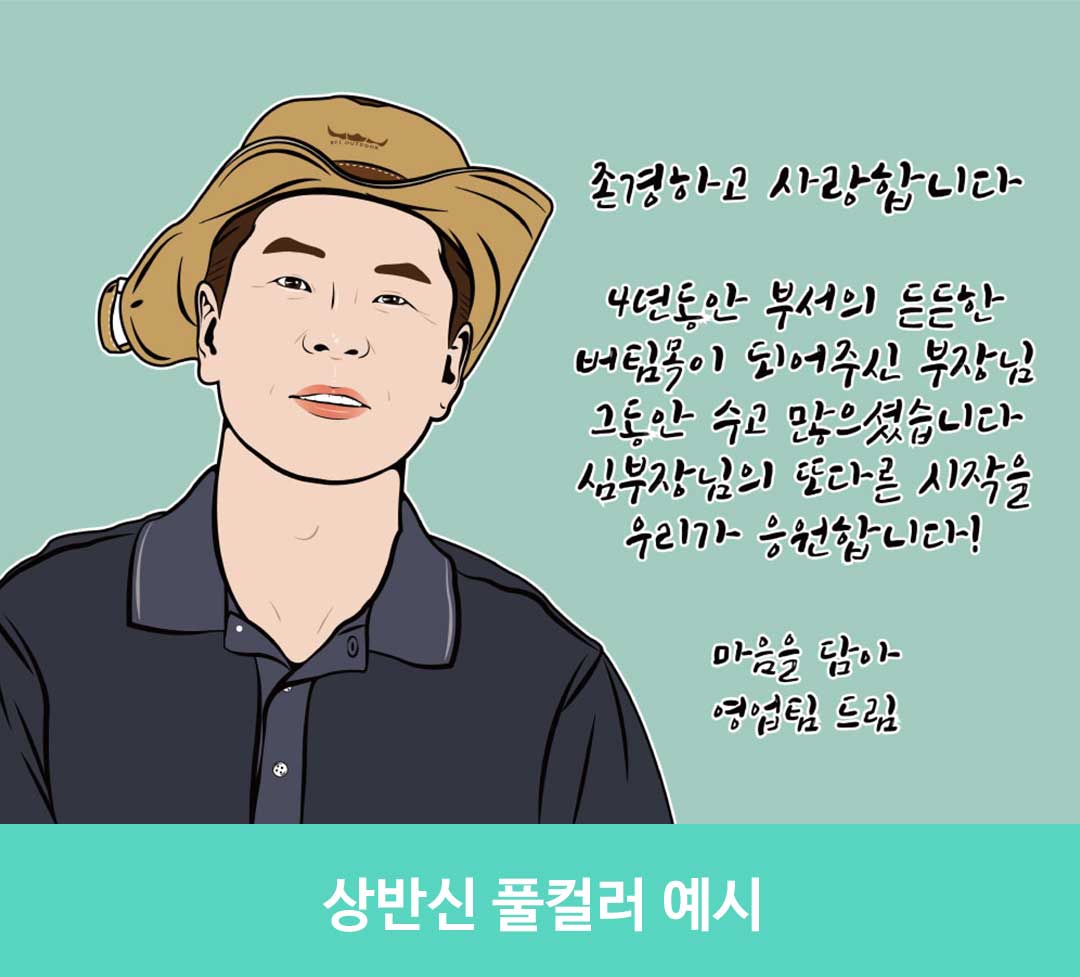 존경하고 사랑합니다
4년동안 부서의 든든한
버팀목이 되어주신 부장님
그동안 수고 많으셨습니다
심부장님의 또다른 시작을
우리가 응원합니다!
마음을 담아
영업팀 드림
상반신 풀컬러 예시